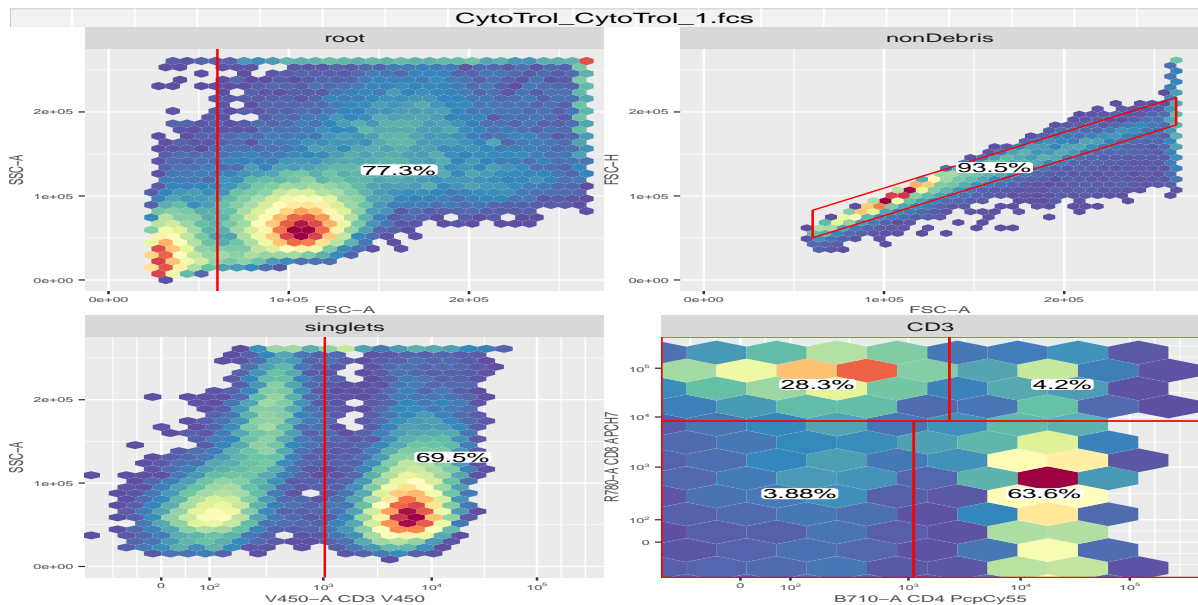 CytoTrol_CytoTrol_1.fcs
root
nonDebris
SSC-A
2e+05
1e+05
0e+00
77.3%
0e+00
1e+05
2e+05
FSC-A
FSC-H
2e+05
1e+05
0e+00
93.5%
0e+00
1e+05
2e+05
FSC-A
singlets
CD3
SSC-A
2e+05
1e+05
0e+00
69.5%
0
10²
10³
10⁴
10⁵
V450-A CD3 V450
R780-A CD8 APCH7
10⁵
10⁴
10³
10²
0
28.3%
4.2%
3.88%
63.6%
0
10²
10³
10⁴
10⁵
B710-A CD4 PcpCy55